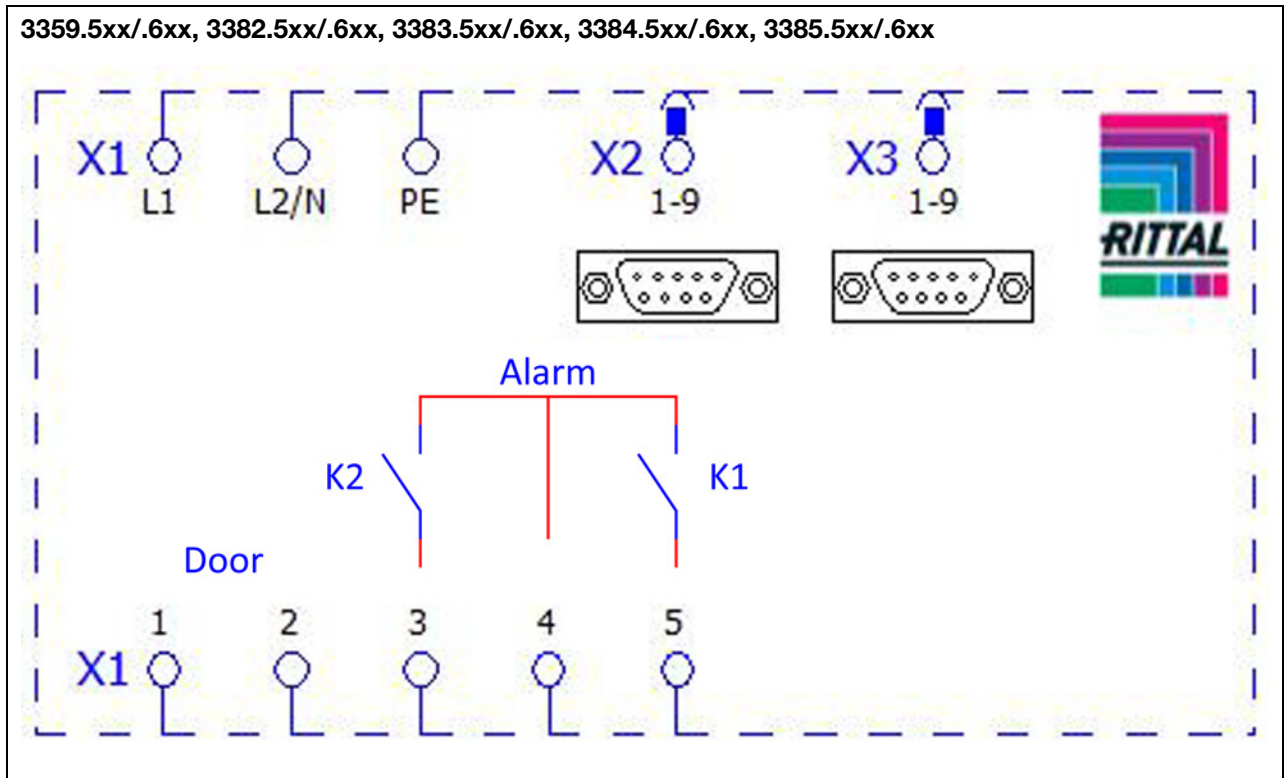 3359.5xx/.6xx, 3382.5xx/.6xx, 3383.5xx/.6xx, 3384.5xx/.6xx, 3385.5xx/.6xx
X1 X2 X3
L1 L2/N PE 1-9 1-9
RITTAL
Alarm
K2 K1
Door
1 2 3 4 5
X1